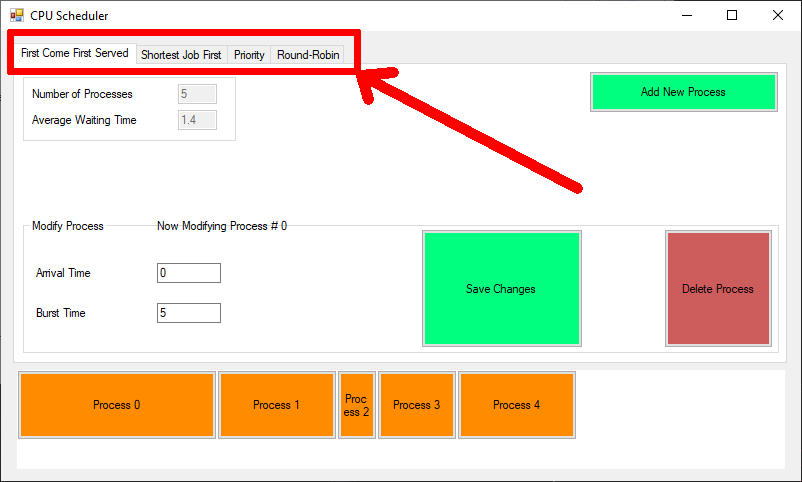 CPU Scheduler
First Come First Served
Shortest Job First
Priority
Round-Robin
Number of Processes
5
Add New Process
Average Waiting Time
1.4
Modify Process
Now Modifying Process # 0
Arrival Time
0
Burst Time
5
Save Changes
Delete Process
Process 0
Process 1
Proc
ess 2
Process 3
Process 4